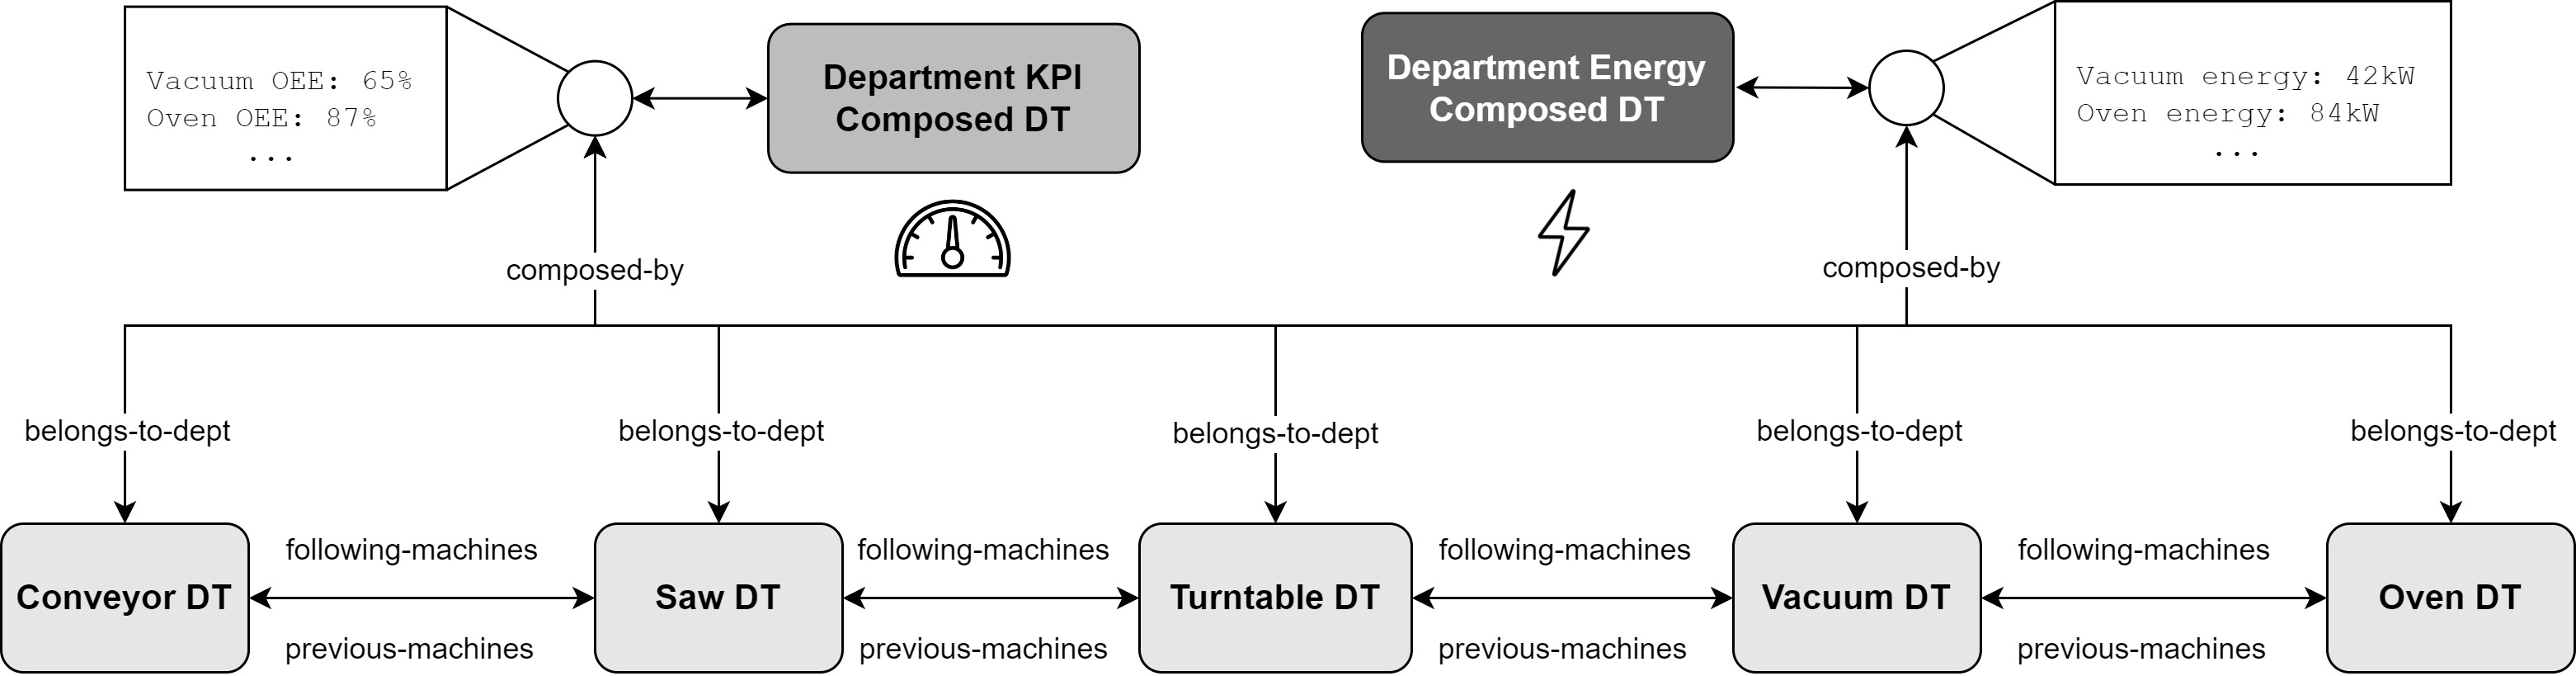 Vacuum OEE: 65%
Oven OEE: 87%
...
Department KPI
Composed DT
Department Energy
Composed DT
Vacuum energy: 42kW
Oven energy: 84kW
...
composed-by
composed-by
belongs-to-dept
belongs-to-dept
belongs-to-dept
belongs-to-dept
belongs-to-dept
Conveyor DT
following-machines
previous-machines
Saw DT
following-machines
previous-machines
Turntable DT
following-machines
previous-machines
Vacuum DT
following-machines
previous-machines
Oven DT